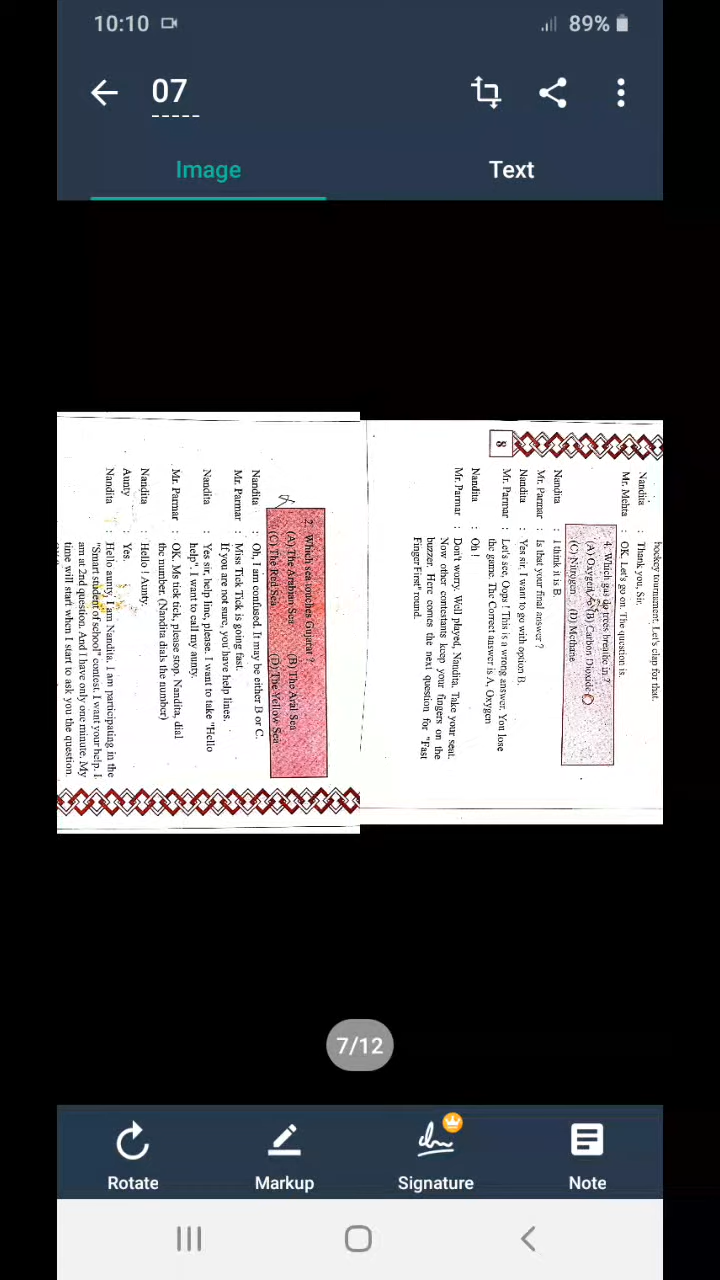 10:10
89%
07
Image
Text
hockey tournament. Let's clap for that.
Nandita : Thank you, Sir.
Mr. Mehta : OK. Let's go on. The question is.
4. Which gas do trees breathe in ?
(A) Oxygen (B) Carbon Dioxide
(C) Nitrogen (D) Methane
Nandita : I think it is B.
Mr. Parmar : Is that your final answer ?
Nandita : Yes sir. I want to go with option B.
Mr. Parmar : Let's see, Oops ! This is a wrong answer. You lose
the game. The Correct answer is A. Oxygen
Nandita : Oh !
Mr. Parmar : Don't worry. Well played, Nandita. Take your seat.
Now other contestants keep your fingers on the
buzzer. Here comes the next question for "Fast
Finger First" round.
8
2. Which sea touches Gujarat ?
(A) The Arabian Sea (B) The Aral Sea
(C) The Red Sea (D) The Yellow Sea
Nandita : Oh, I am confused. It may be either B or C.
Mr. Parmar : Miss Tick Tick is going fast.
If you are not sure, you have help lines.
Nandita : Yes sir, help line, please. I want to take "Hello
help". I want to call my aunty.
Mr. Parmar : OK. Ms tick tick, please stop. Nandita, dial
the number. (Nandita dials the number)
Nandita : Hello ! Aunty.
Aunty : Yes.
Nandita : Hello aunty, I am Nandita. I am participating in the
"Smart student of school" contest. I want your help. I
am at 2nd question. And I have only one minute. My
time will start when I start to ask you the question.
7/12
Rotate
Markup
Signature
Note